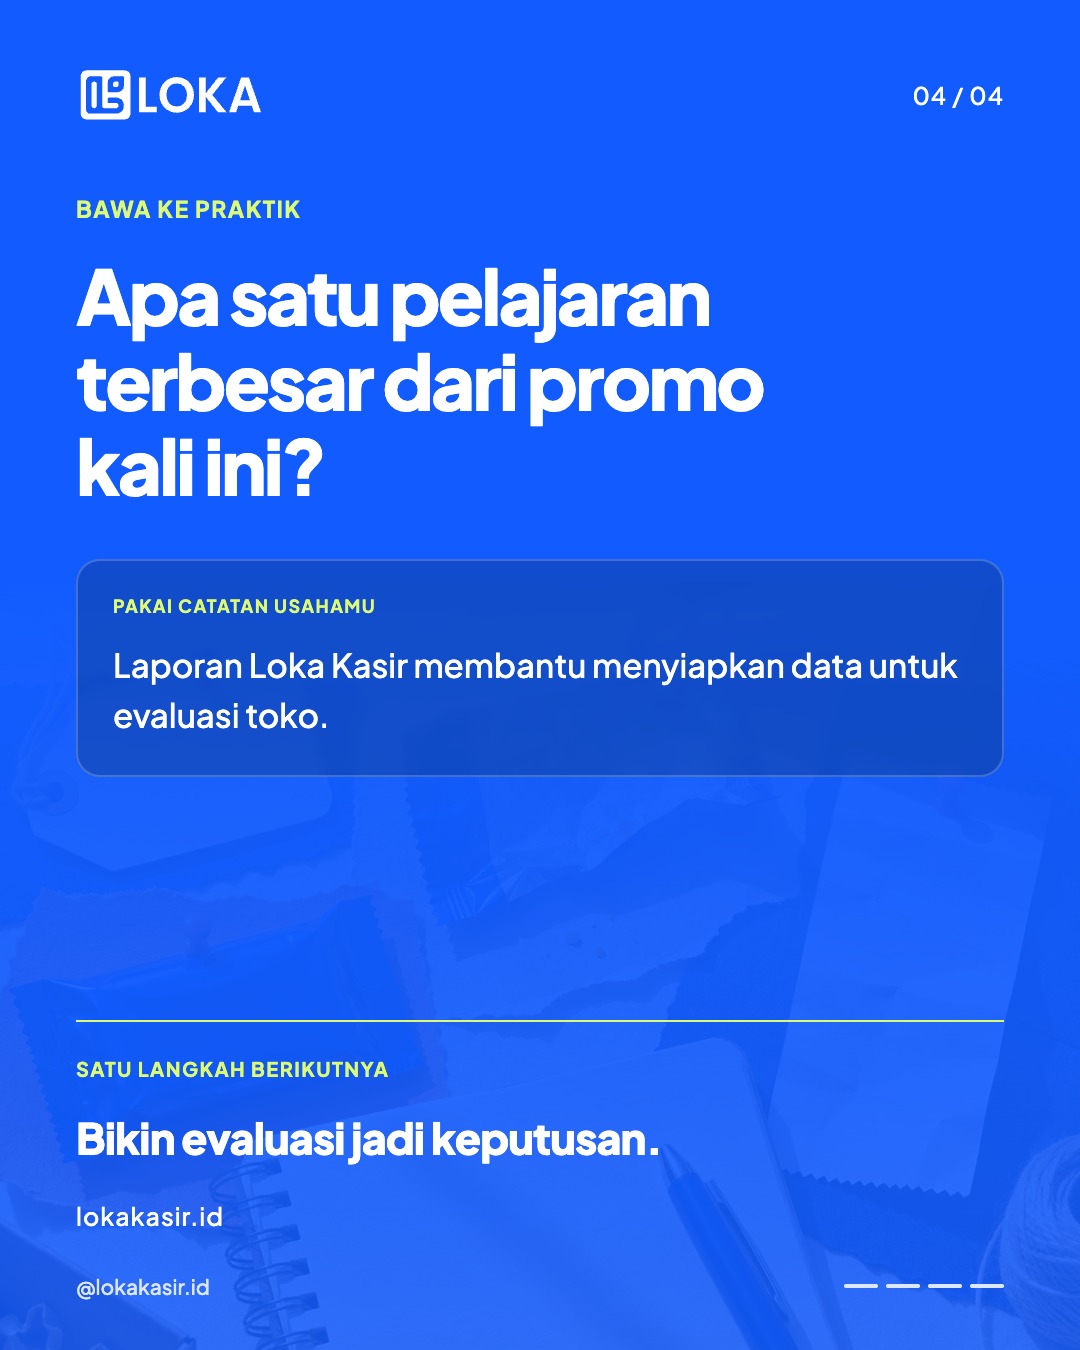 LOKA
04 / 04
BAWA KE PRAKTIK
Apa satu pelajaran
terbesar dari promo
kali ini?
PAKAI CATATAN USAHAMU
Laporan Loka Kasir membantu menyiapkan data untuk
evaluasi toko.
SATU LANGKAH BERIKUTNYA
Bikin evaluasi jadi keputusan.
lokakasir.id
@lokakasir.id